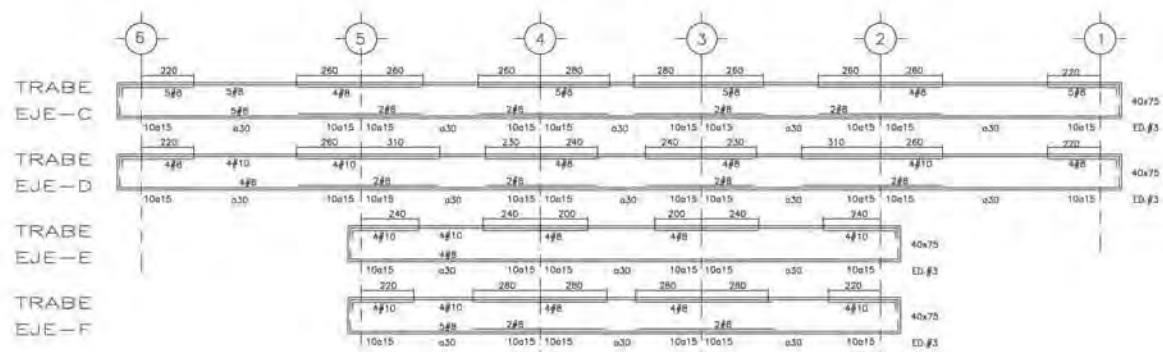 6 5 4 3 2 1
220 260 260 260 280 280 260 260 260 220
TRABE
5#8 5#8 4#8 5#8 5#8 4#8 5#8
EJE-C
5#8 2#8 2#8 2#8 2#8
40x75
10a15 a30 10a15 10a15 a30 10a15 10a15 a30 10a15 10a15 a30 10a15 10a15 a30 10a15
ED.#3
220 260 310 230 240 240 230 310 260 220
TRABE
4#8 4#10 4#10 4#8 4#8 4#10 4#8
EJE-D
4#8 2#8 2#8 2#8 2#8
40x75
10a15 a30 10a15 10a15 a30 10a15 10a15 a30 10a15 10a15 a30 10a15 10a15 a30 10a15
ED.#3
240 240 200 200 240 240
TRABE
4#10 4#10 4#8 4#8 4#10
EJE-E
4#8
40x75
10a15 a30 10a15 10a15 a30 10a15 10a15 a30 10a15
ED.#3
220 280 280 280 280 220
TRABE
4#10 4#10 4#8 4#8 4#10
EJE-F
5#8 2#8 2#8
40x75
10a15 a30 10a15 10a15 a30 10a15 10a15 a30 10a15
ED.#3